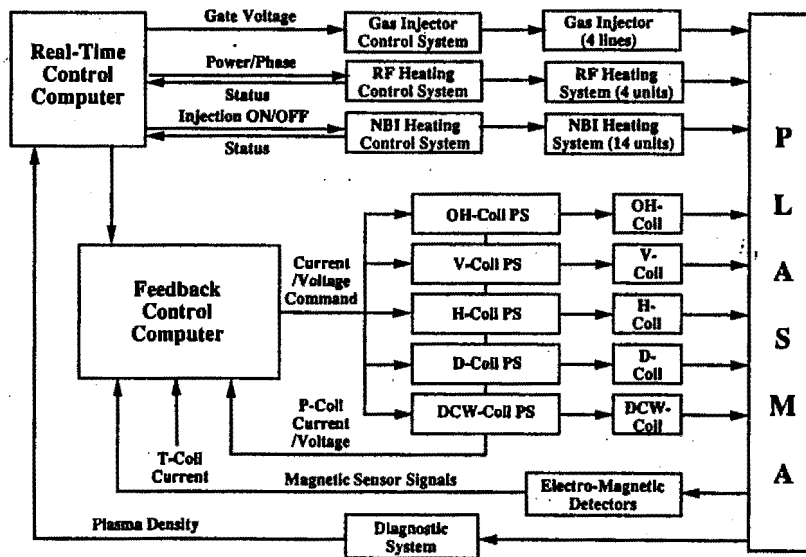 Real-Time
Control
Computer
Gate Voltage
Gas Injector
Control System
Gas Injector
(4 lines)
Power/Phase
Status
RF Heating
Control System
RF Heating
System (4 units)
Injection ON/OFF
Status
NBI Heating
Control System
NBI Heating
System (14 units)
PLASMA
Feedback
Control
Computer
Current
/Voltage
Command
OH-Coil PS
OH-
Coil
V-Coil PS
V-
Coil
H-Coil PS
H-
Coil
D-Coil PS
D-
Coil
DCW-Coil PS
DCW-
Coil
P-Coil
Current
/Voltage
T-Coil
Current
Magnetic Sensor Signals
Electro-Magnetic
Detectors
Plasma Density
Diagnostic
System